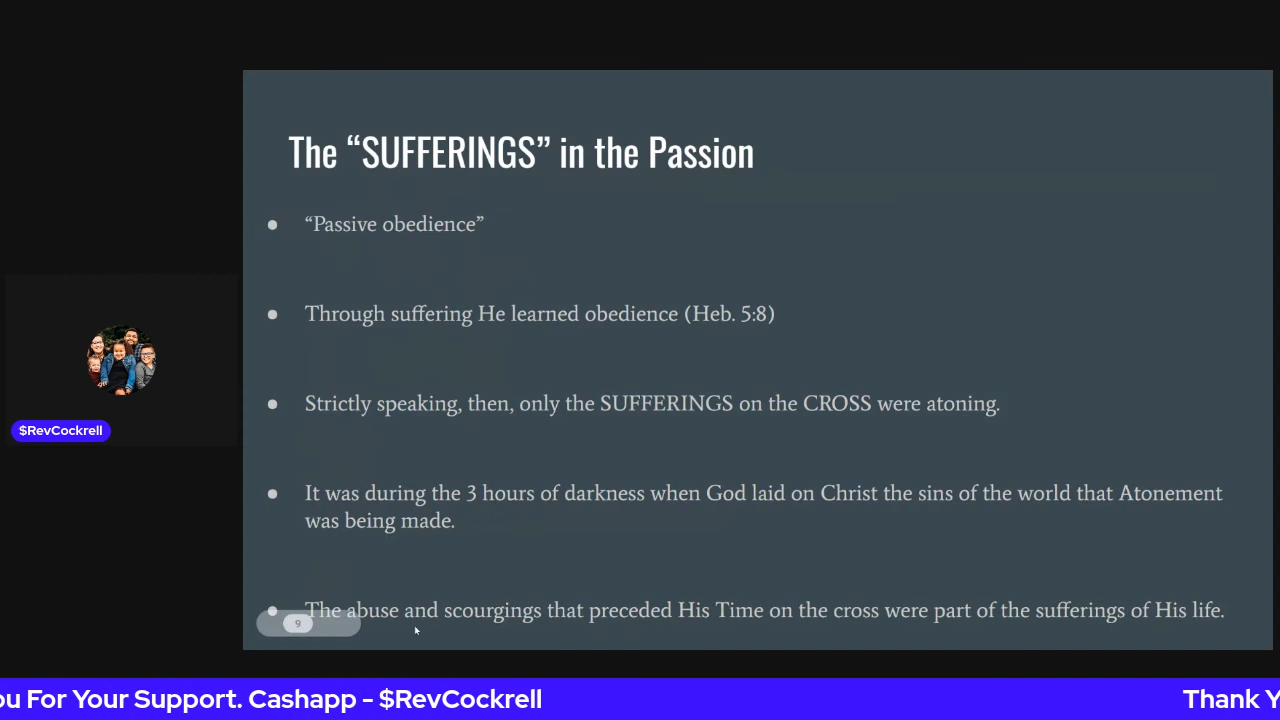 The “SUFFERINGS” in the Passion
● “Passive obedience”
● Through suffering He learned obedience (Heb. 5:8)
● Strictly speaking, then, only the SUFFERINGS on the CROSS were atoning.
● It was during the 3 hours of darkness when God laid on Christ the sins of the world that Atonement
was being made.
● The abuse and scourgings that preceded His Time on the cross were part of the sufferings of His life.
9
$RevCockrell
ou For Your Support. Cashapp - $RevCockrell
Thank Y